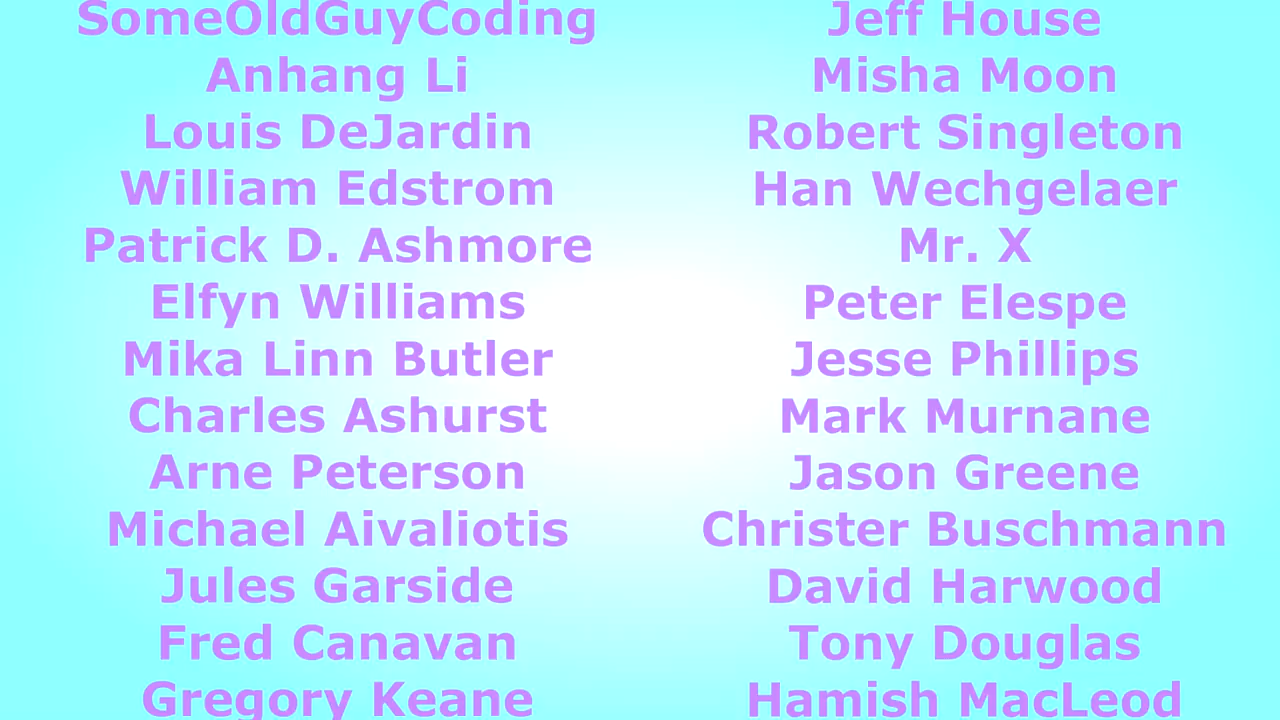 SomeOldGuyCoding
Anhang Li
Louis DeJardin
William Edstrom
Patrick D. Ashmore
Elfyn Williams
Mika Linn Butler
Charles Ashurst
Arne Peterson
Michael Aivaliotis
Jules Garside
Fred Canavan
Gregory Keane
Jeff House
Misha Moon
Robert Singleton
Han Wechgelaer
Mr. X
Peter Elespe
Jesse Phillips
Mark Murnane
Jason Greene
Christer Buschmann
David Harwood
Tony Douglas
Hamish MacLeod